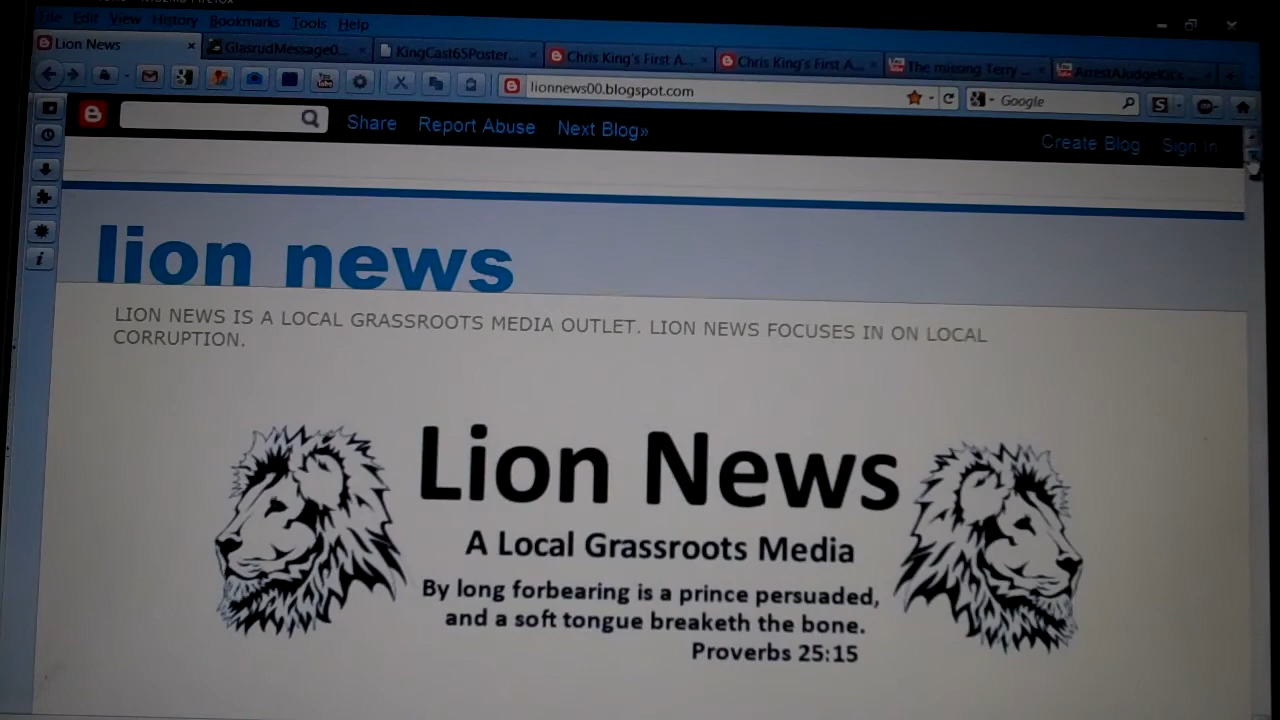 File Edit View History Bookmarks Tools Help
Lion News
GlasrudMessage0...
KingCast65Poster...
Chris King's First A...
Chris King's First A...
The missing Terry
ArrestAJudgeKit's
lionnews00.blogspot.com
Google
Share Report Abuse Next Blog»
Create Blog Sign In
lion news
LION NEWS IS A LOCAL GRASSROOTS MEDIA OUTLET. LION NEWS FOCUSES IN ON LOCAL
CORRUPTION.
Lion News
A Local Grassroots Media
By long forbearing is a prince persuaded,
and a soft tongue breaketh the bone.
Proverbs 25:15